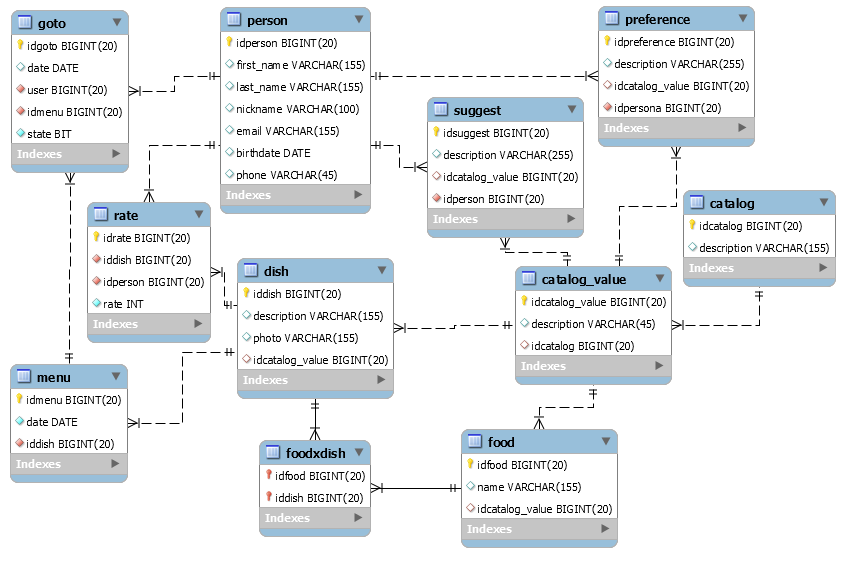 goto
idgoto BIGINT(20)
date DATE
user BIGINT(20)
idmenu BIGINT(20)
state BIT
Indexes
person
idperson BIGINT(20)
first_name VARCHAR(155)
last_name VARCHAR(155)
nickname VARCHAR(100)
email VARCHAR(155)
birthdate DATE
phone VARCHAR(45)
Indexes
preference
idpreference BIGINT(20)
description VARCHAR(255)
idcatalog_value BIGINT(20)
idpersona BIGINT(20)
Indexes
suggest
idsuggest BIGINT(20)
description VARCHAR(255)
idcatalog_value BIGINT(20)
idperson BIGINT(20)
Indexes
catalog
idcatalog BIGINT(20)
description VARCHAR(155)
Indexes
rate
idrate BIGINT(20)
iddish BIGINT(20)
idperson BIGINT(20)
rate INT
Indexes
dish
iddish BIGINT(20)
description VARCHAR(155)
photo VARCHAR(155)
idcatalog_value BIGINT(20)
Indexes
catalog_value
idcatalog_value BIGINT(20)
description VARCHAR(45)
idcatalog BIGINT(20)
Indexes
menu
idmenu BIGINT(20)
date DATE
iddish BIGINT(20)
Indexes
foodxdish
idfood BIGINT(20)
iddish BIGINT(20)
Indexes
food
idfood BIGINT(20)
name VARCHAR(155)
idcatalog_value BIGINT(20)
Indexes